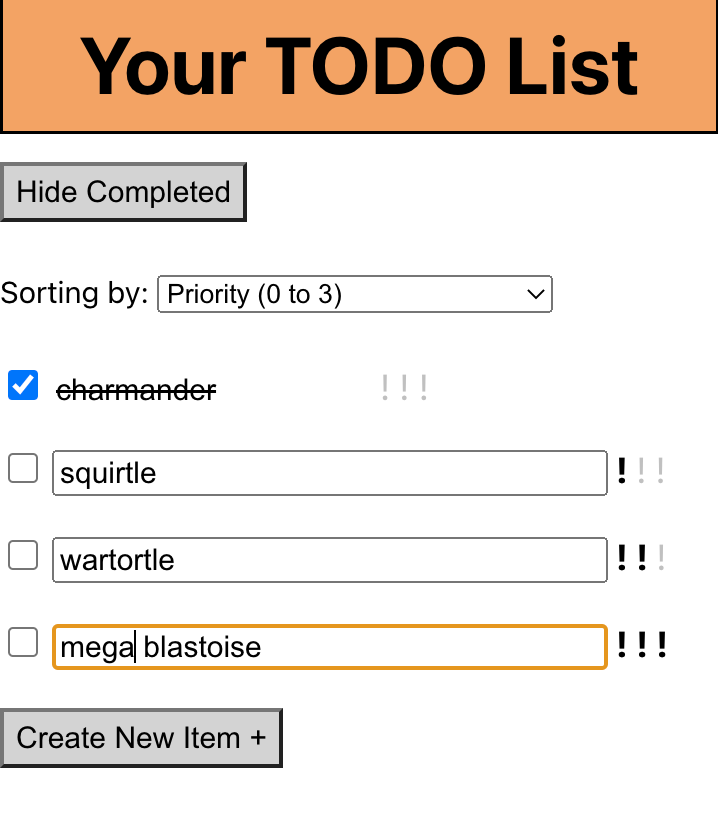 Your TODO List
Hide Completed
Sorting by: Priority (0 to 3)
charmander !!!
squirtle !!!
wartortle !!!
mega blastoise !!!
Create New Item +